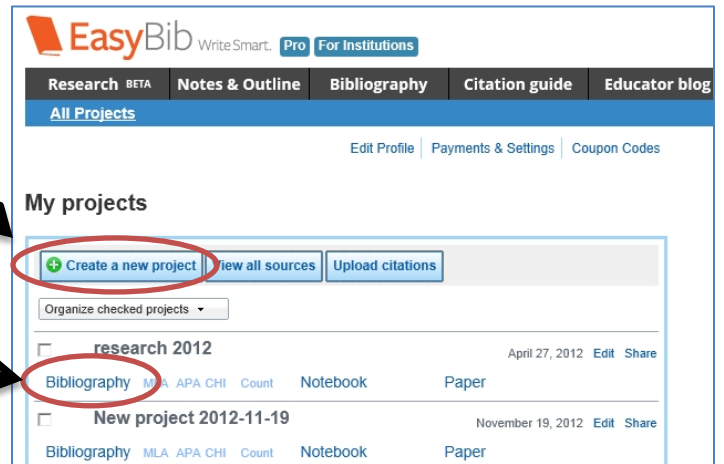 EasyBib Write Smart. Pro For Institutions
Research BETA Notes & Outline Bibliography Citation guide Educator blog
All Projects
Edit Profile Payments & Settings Coupon Codes
My projects
Create a new project View all sources Upload citations
Organize checked projects
research 2012 April 27, 2012 Edit Share
Bibliography MLA APA CHI Count Notebook Paper
New project 2012-11-19 November 19, 2012 Edit Share
Bibliography MLA APA CHI Count Notebook Paper